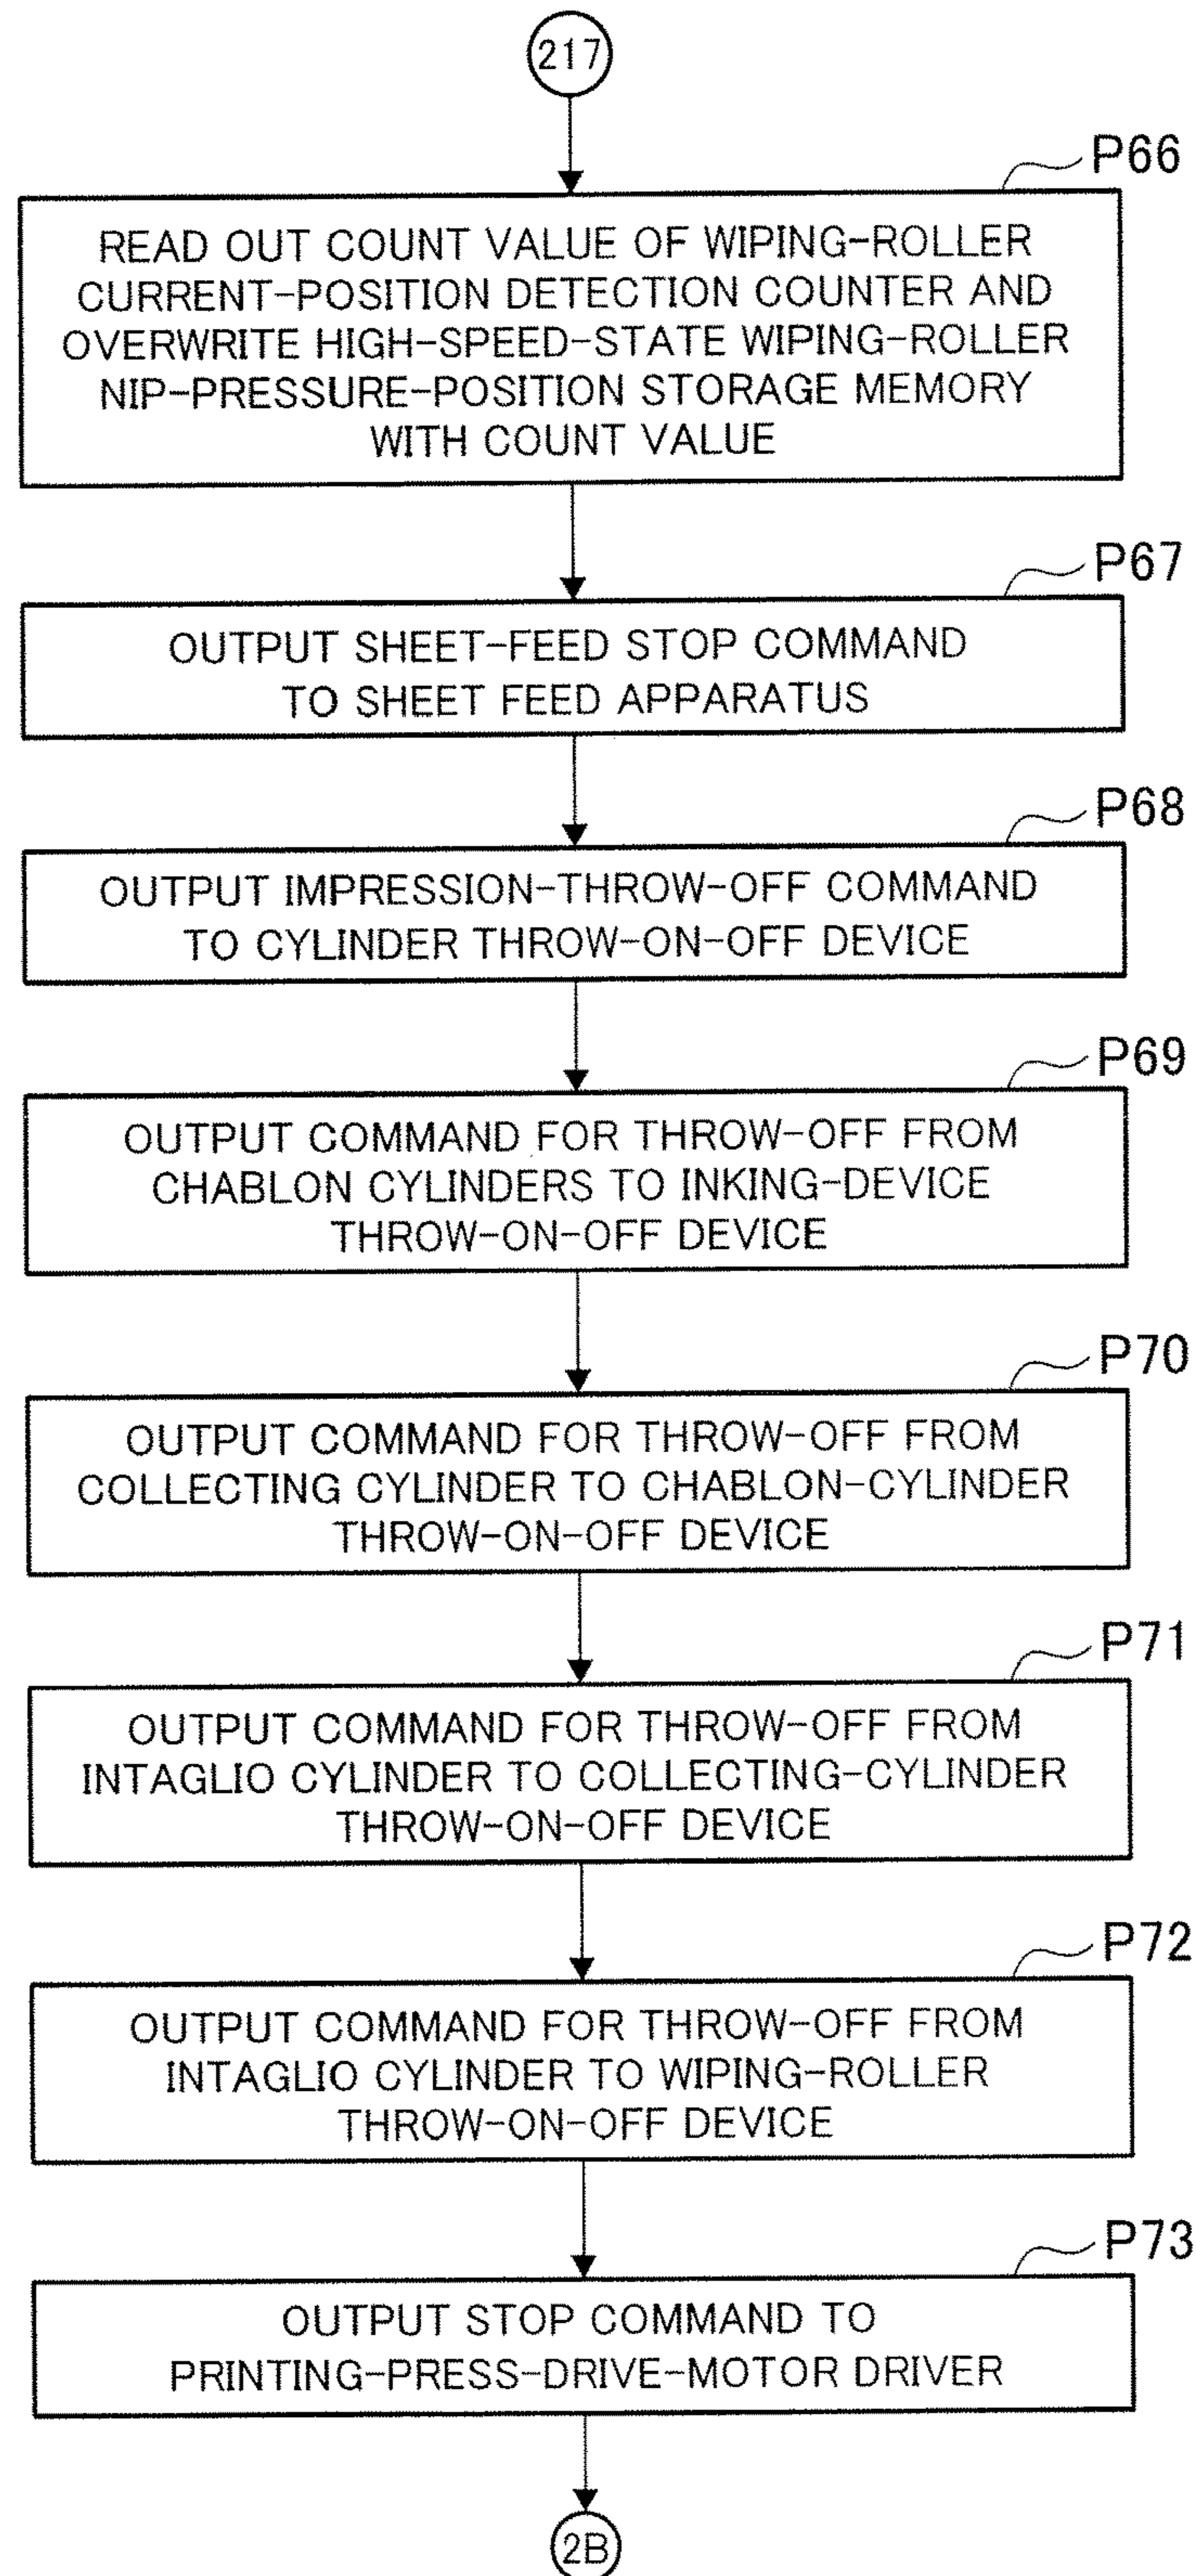 217
P66
READ OUT COUNT VALUE OF WIPING-ROLLER
CURRENT-POSITION DETECTION COUNTER AND
OVERWRITE HIGH-SPEED-STATE WIPING-ROLLER
NIP-PRESSURE-POSITION STORAGE MEMORY
WITH COUNT VALUE
P67
OUTPUT SHEET-FEED STOP COMMAND
TO SHEET FEED APPARATUS
P68
OUTPUT IMPRESSION-THROW-OFF COMMAND
TO CYLINDER THROW-ON-OFF DEVICE
P69
OUTPUT COMMAND FOR THROW-OFF FROM
CHABLON CYLINDERS TO INKING-DEVICE
THROW-ON-OFF DEVICE
P70
OUTPUT COMMAND FOR THROW-OFF FROM
COLLECTING CYLINDER TO CHABLON-CYLINDER
THROW-ON-OFF DEVICE
P71
OUTPUT COMMAND FOR THROW-OFF FROM
INTAGLIO CYLINDER TO COLLECTING-CYLINDER
THROW-ON-OFF DEVICE
P72
OUTPUT COMMAND FOR THROW-OFF FROM
INTAGLIO CYLINDER TO WIPING-ROLLER
THROW-ON-OFF DEVICE
P73
OUTPUT STOP COMMAND TO
PRINTING-PRESS-DRIVE-MOTOR DRIVER
2B